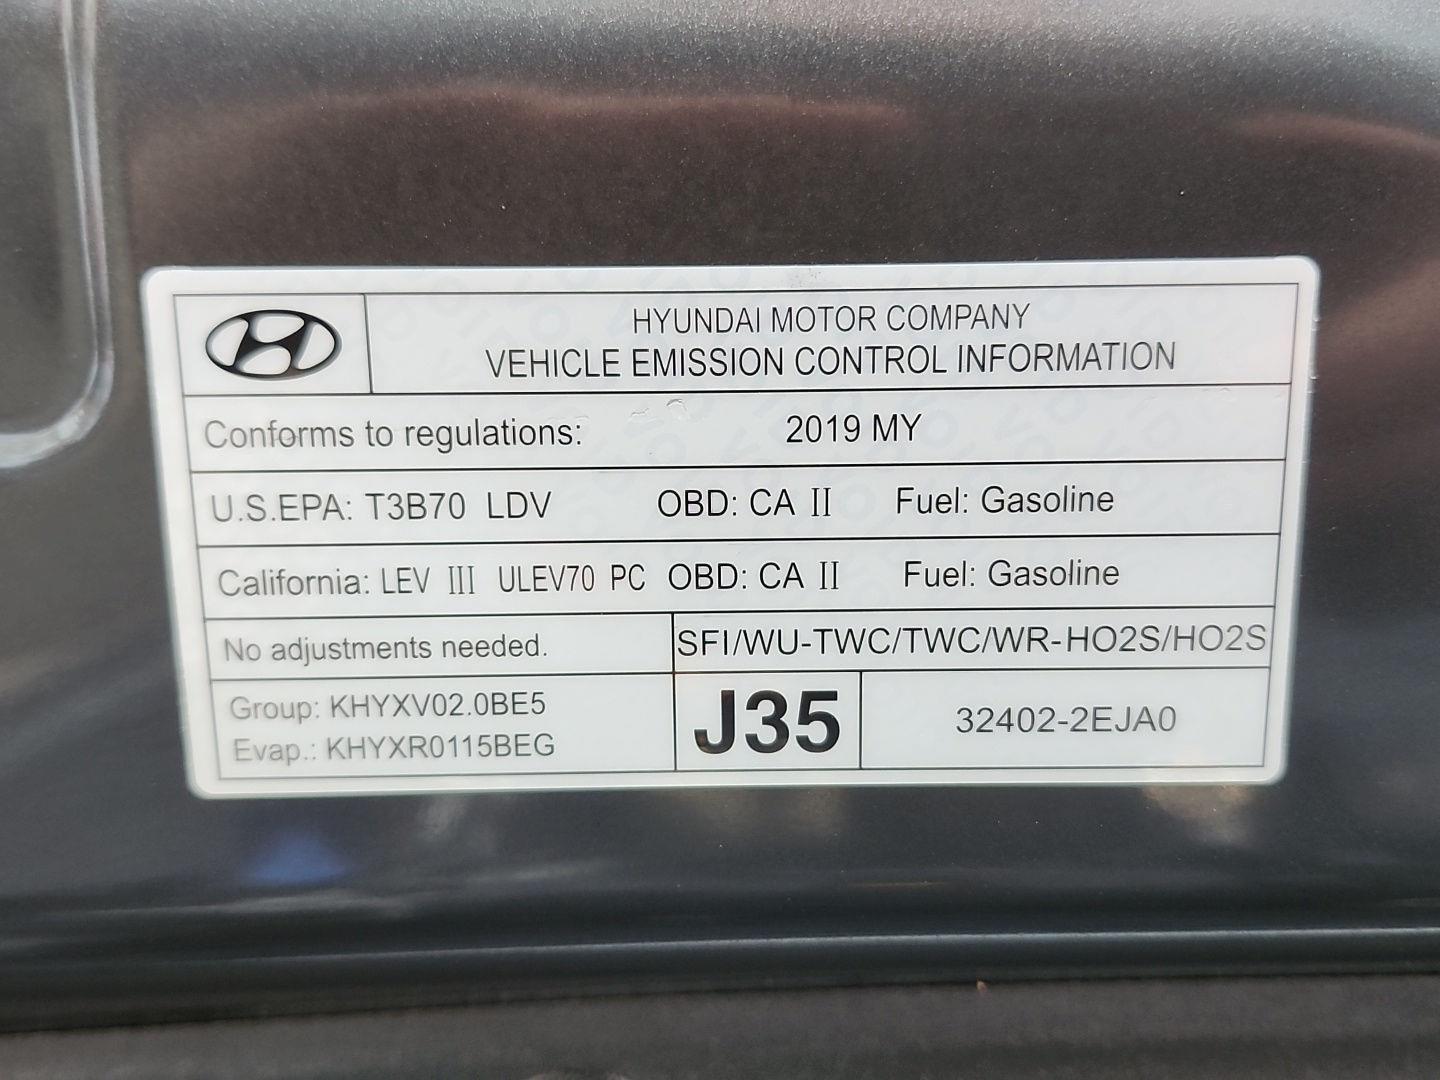 HYUNDAI MOTOR COMPANY
VEHICLE EMISSION CONTROL INFORMATION
Conforms to regulations: 2019 MY
U.S.EPA: T3B70 LDV OBD: CA II Fuel: Gasoline
California: LEV III ULEV70 PC OBD: CA II Fuel: Gasoline
No adjustments needed. SFI/WU-TWC/TWC/WR-HO2S/HO2S
Group: KHYXV02.0BE5
Evap.: KHYXR0115BEG
J35
32402-2EJA0